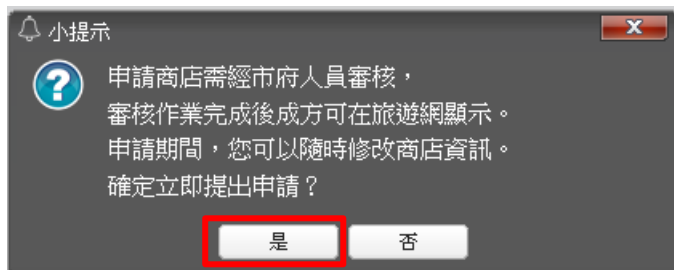 小提示
申請商店需經市府人員審核，
審核作業完成後成方可在旅遊網顯示。
申請期間，您可以隨時修改商店資訊。
確定立即提出申請？
是
否